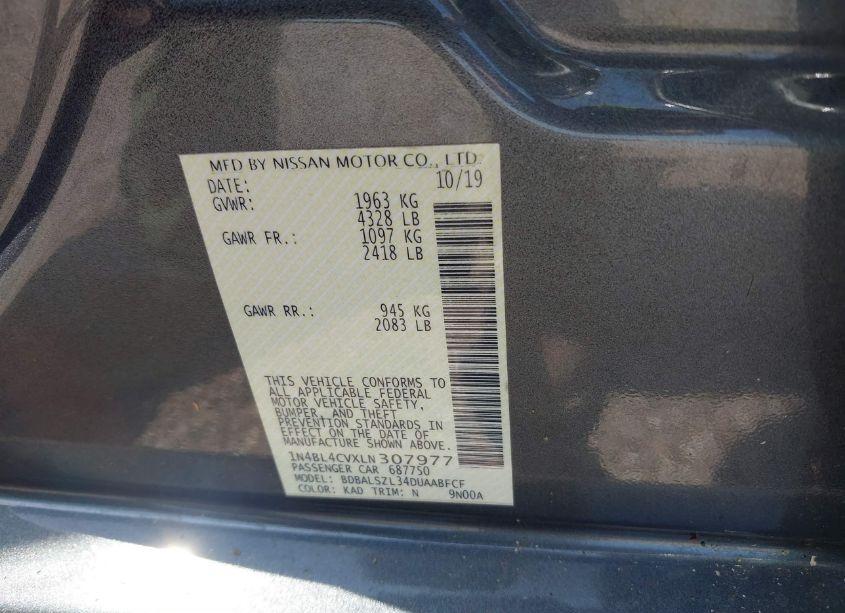 MFD BY NISSAN MOTOR CO., LTD.
DATE: 10/19
GVWR: 1963 KG
4328 LB
GAWR FR.: 1097 KG
2418 LB
GAWR RR.: 945 KG
2083 LB
THIS VEHICLE CONFORMS TO
ALL APPLICABLE FEDERAL
MOTOR VEHICLE SAFETY,
BUMPER, AND THEFT
PREVENTION STANDARDS IN
EFFECT ON THE DATE OF
MANUFACTURE SHOWN ABOVE.
1N4BL4CVXLN307977
PASSENGER CAR 687750
MODEL: BDBALSZL34DUAABFCF
COLOR: KAD TRIM: N 9N00A